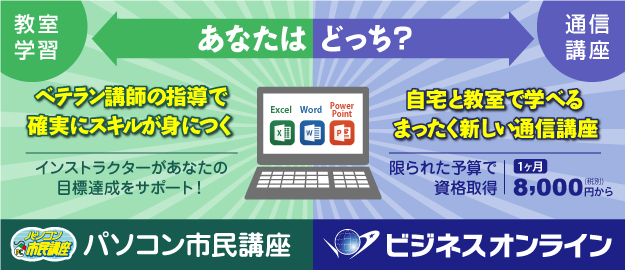 教室
学習
あなたは どっち?
通信
講座
ベテラン講師の指導で
確実にスキルが身につく
インストラクターがあなたの
目標達成をサポート!
Excel Word Power
Point
X W P
自宅と教室で学べる
まったく新しい通信講座
限られた予算で
資格取得
1ヶ月
8,000円から
(税別)
パソコン
市民講座
パソコン市民講座
ビジネスオンライン